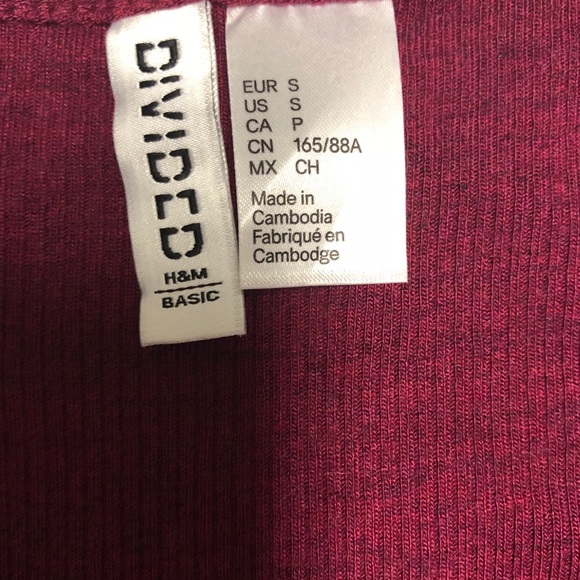 DIVIDED
H&M
BASIC
EUR S
US S
CA P
CN 165/88A
MX CH
Made in
Cambodia
Fabriqué en
Cambodge